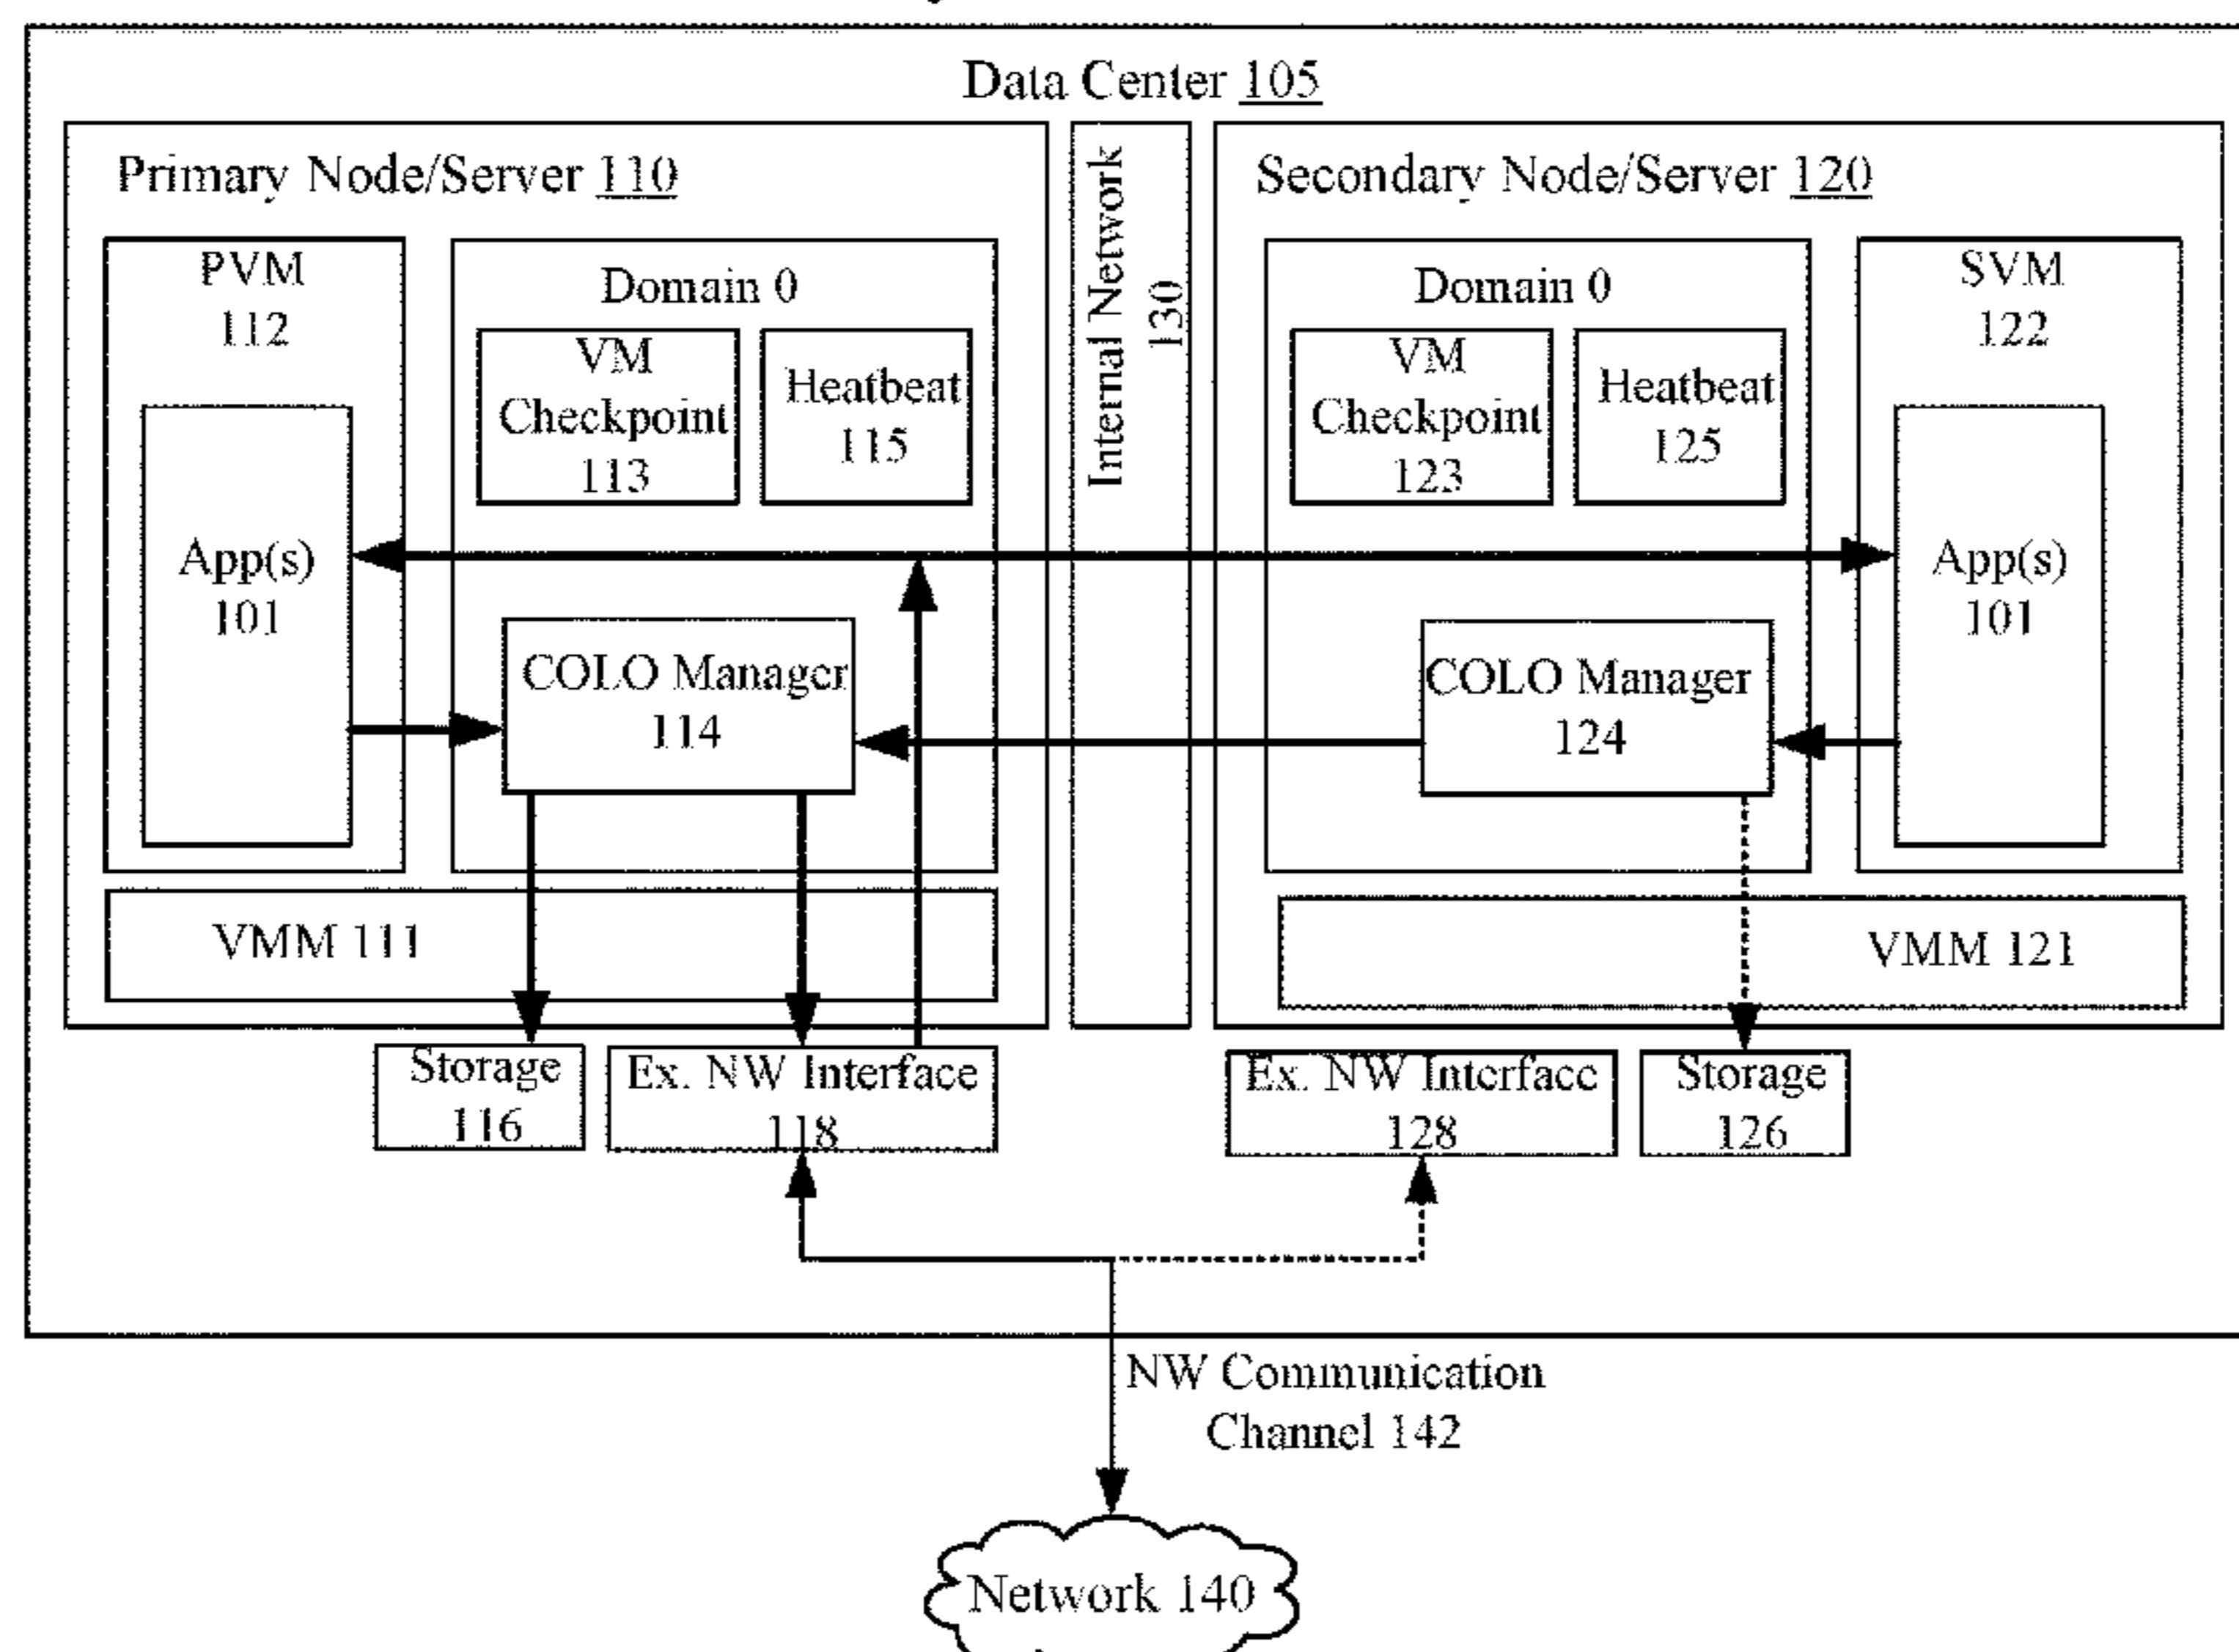 Data Center 105
Primary Node/Server 110
PVM
112
App(s)
101
Domain 0
VM
Checkpoint
113
Heatbeat
115
COLO Manager
114
VMM 111
Storage
116
Ex. NW Interface
118
Internal Network
130
Secondary Node/Server 120
Domain 0
VM
Checkpoint
123
Heatbeat
125
COLO Manager
124
SVM
122
App(s)
101
VMM 121
Ex. NW Interface
128
Storage
126
NW Communication
Channel 142
Network 140